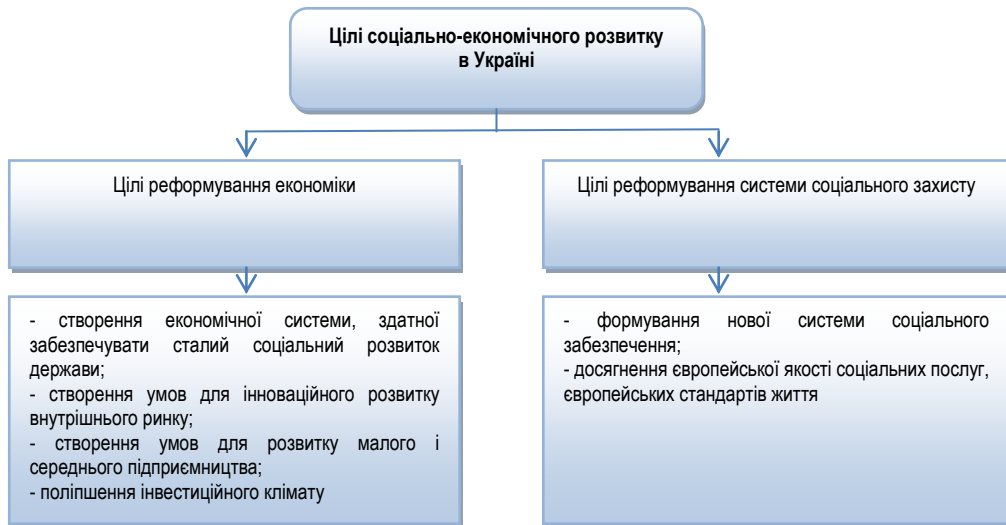 Цілі соціально-економічного розвитку
в Україні
Цілі реформування економіки
Цілі реформування системи соціального захисту
- створення економічної системи, здатної
забезпечувати сталий соціальний розвиток
держави;
- створення умов для інноваційного розвитку
внутрішнього ринку;
- створення умов для розвитку малого і
середнього підприємництва;
- поліпшення інвестиційного клімату
- формування нової системи соціального
забезпечення;
- досягнення європейської якості соціальних послуг,
європейських стандартів життя